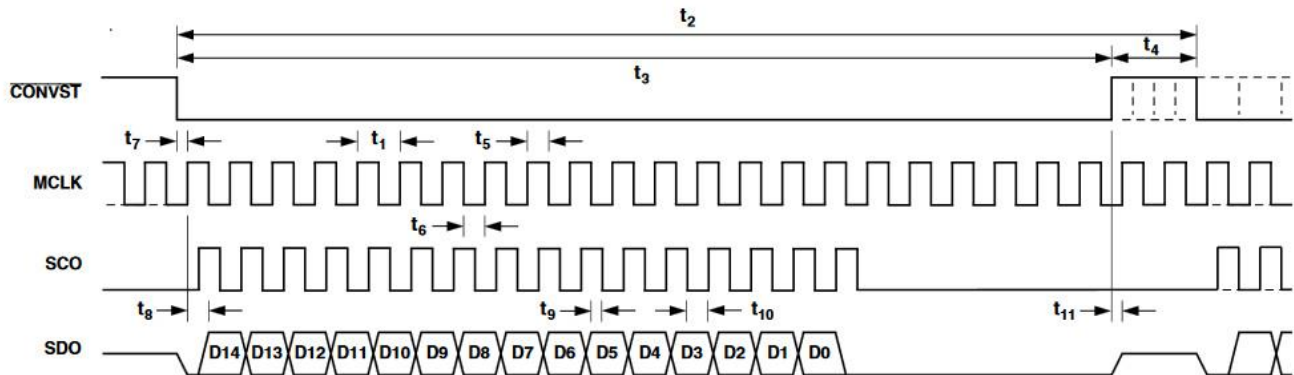 t2
t3
t4
CONVST
t7
t1
t5
MCLK
t6
SCO
t8
t9
t10
t11
SDO
D14 D13 D12 D11 D10 D9 D8 D7 D6 D5 D4 D3 D2 D1 D0